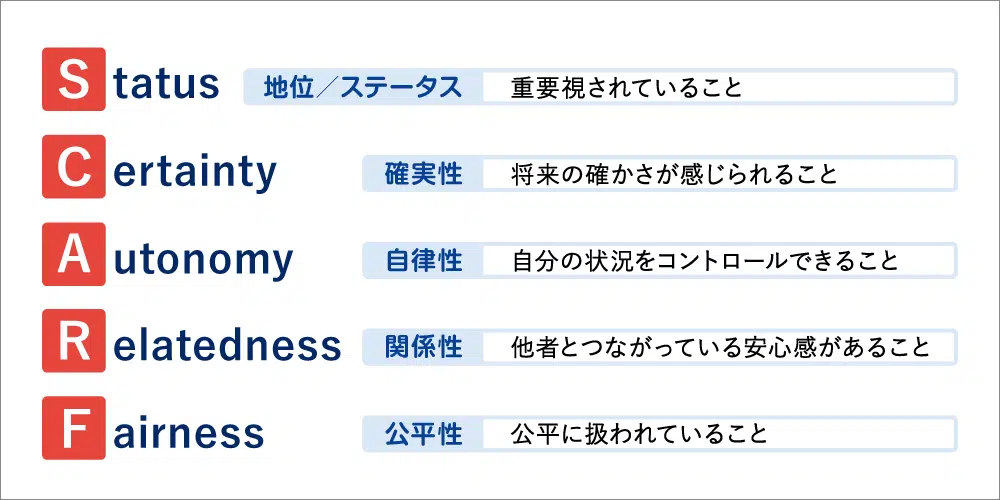 Status 地位／ステータス 重要視されていること
Certainty 確実性 将来の確かさが感じられること
Autonomy 自律性 自分の状況をコントロールできること
Relatedness 関係性 他者とつながっている安心感があること
Fairness 公平性 公平に扱われていること